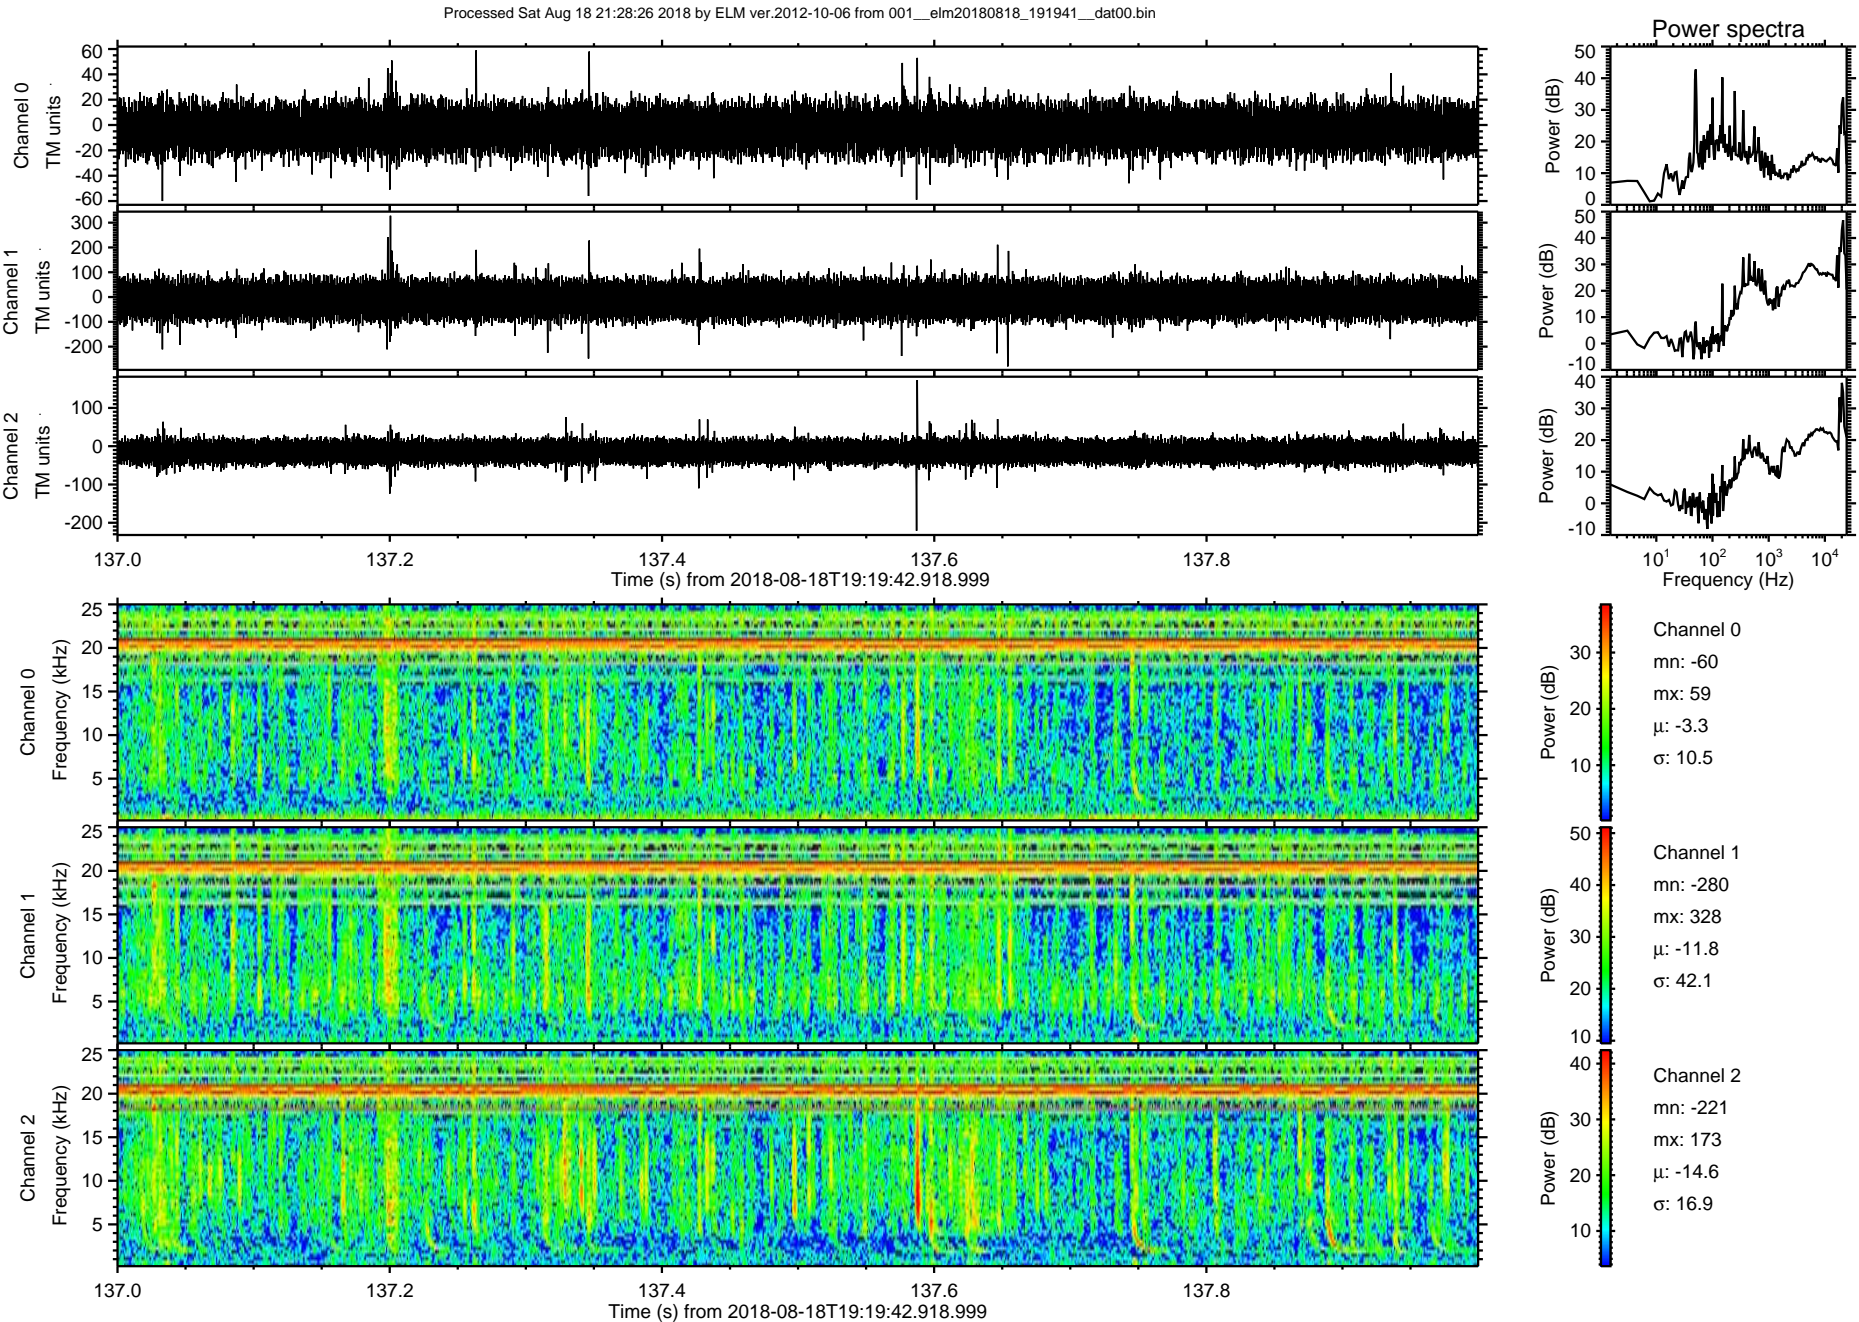 Processed Sat Aug 18 21:28:26 2018 by ELM ver.2012-10-06 from 001__elm20180818_191941__dat00.bin
Power spectra
Channel 0
TM units
60
40
20
0
-20
-40
-60
Power (dB)
50
40
30
20
10
0
Channel 1
TM units
300
200
100
0
-100
-200
Power (dB)
50
40
30
20
10
0
-10
Channel 2
TM units
100
0
-100
-200
Power (dB)
40
30
20
10
0
-10
137.0 137.2 137.4 137.6 137.8
Time (s) from 2018-08-18T19:19:42.918.999
10^1 10^2 10^3 10^4
Frequency (Hz)
Channel 0
Frequency (kHz)
25
20
15
10
5
Power (dB)
30
20
10
Channel 0
mn: -60
mx: 59
μ: -3.3
σ: 10.5
Channel 1
Frequency (kHz)
25
20
15
10
5
Power (dB)
50
40
30
20
10
Channel 1
mn: -280
mx: 328
μ: -11.8
σ: 42.1
Channel 2
Frequency (kHz)
25
20
15
10
5
Power (dB)
40
30
20
10
Channel 2
mn: -221
mx: 173
μ: -14.6
σ: 16.9
137.0 137.2 137.4 137.6 137.8
Time (s) from 2018-08-18T19:19:42.918.999